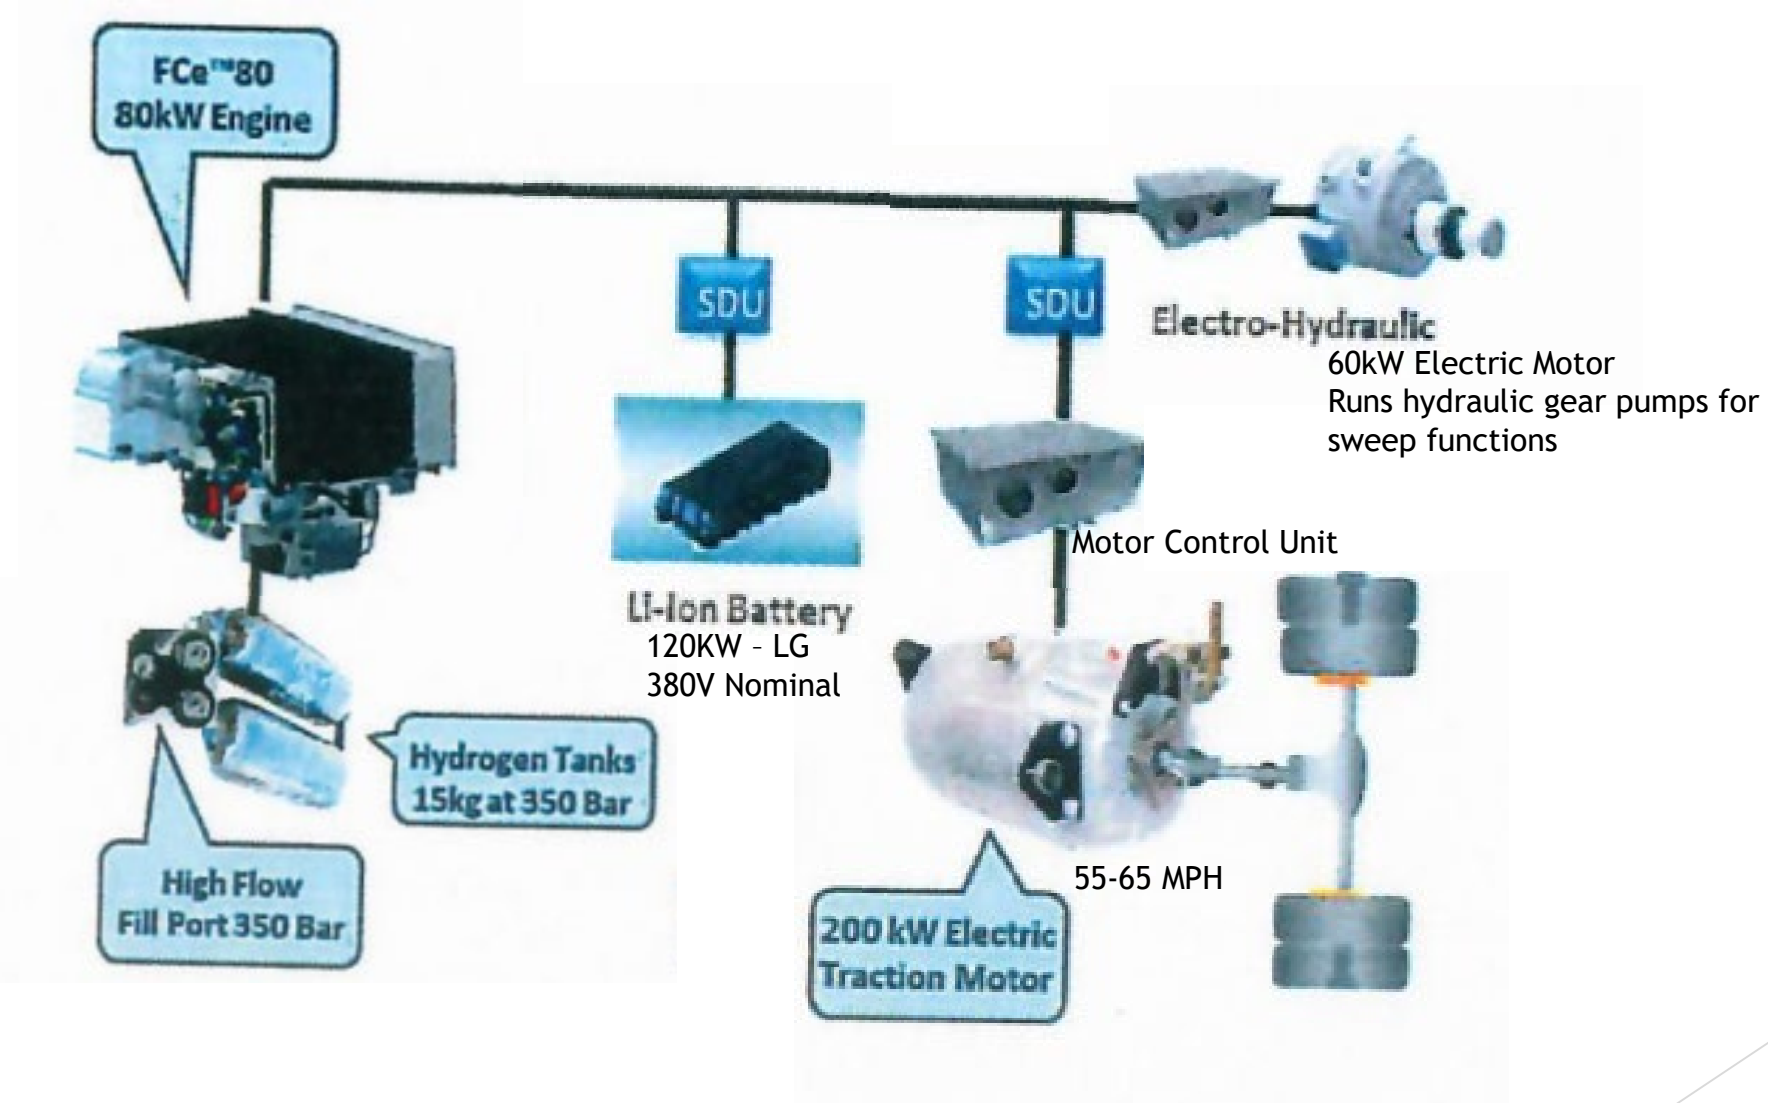 FCe™80
80kW Engine
SDU
SDU
Electro-Hydraulic
60kW Electric Motor
Runs hydraulic gear pumps for
sweep functions
Motor Control Unit
Li-Ion Battery
120KW – LG
380V Nominal
Hydrogen Tanks
15kg at 350 Bar
High Flow
Fill Port 350 Bar
55-65 MPH
200 kW Electric
Traction Motor